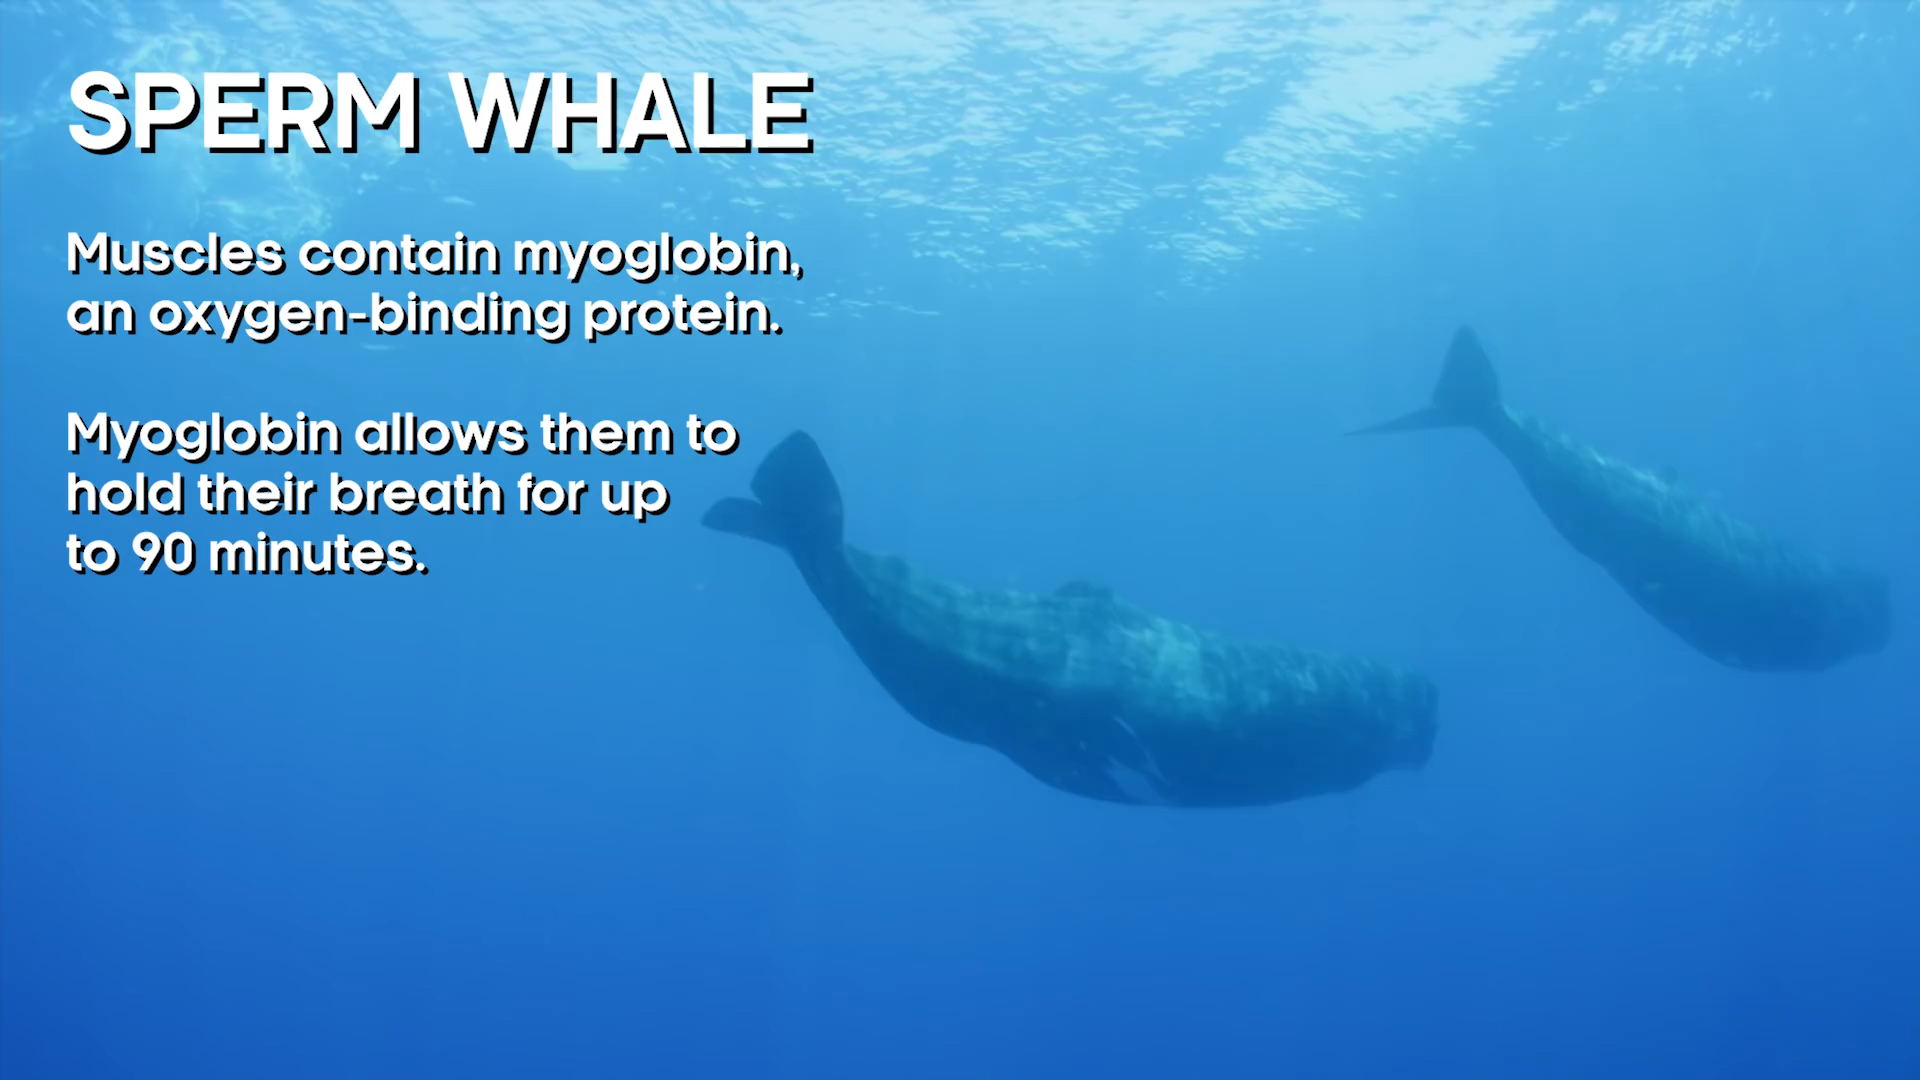 SPERM WHALE
Muscles contain myoglobin,
an oxygen-binding protein.
Myoglobin allows them to
hold their breath for up
to 90 minutes.